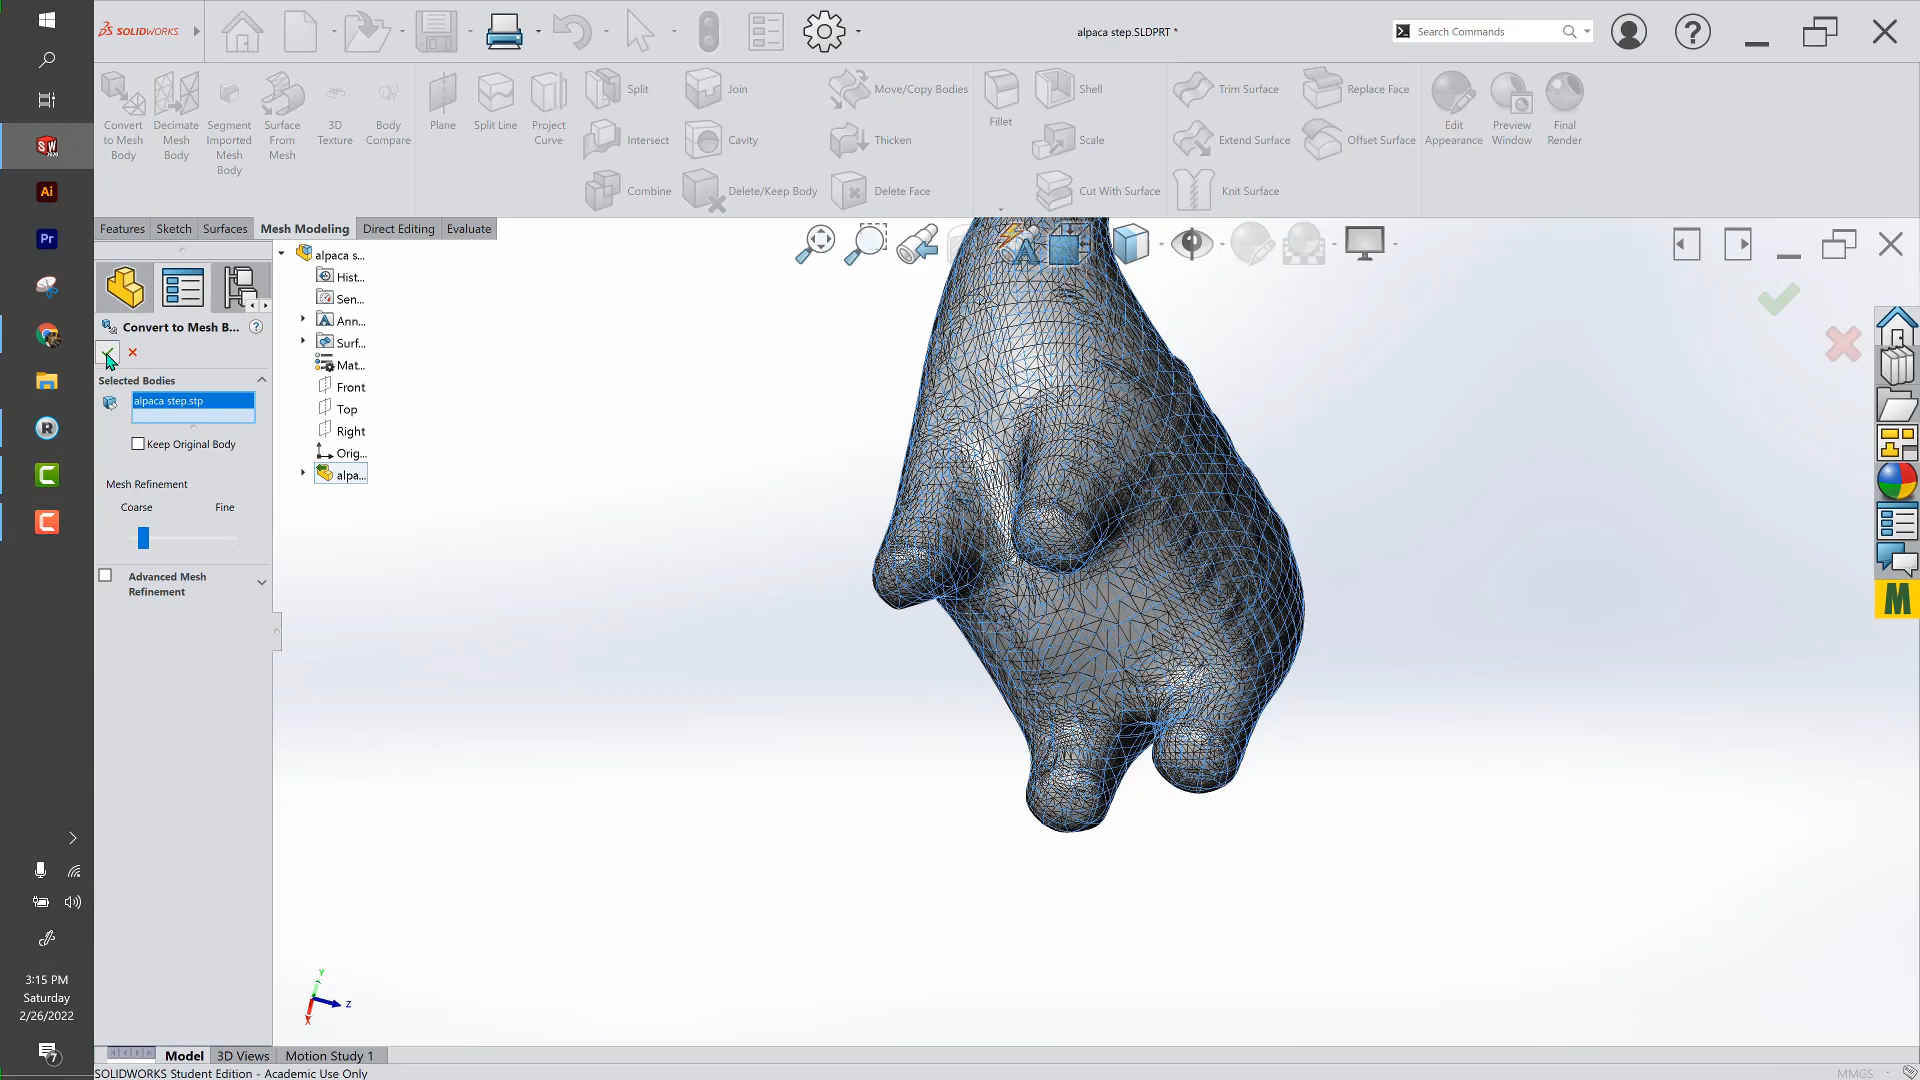 SOLIDWORKS
alpaca step.SLDPRT *
Search Commands
Convert to Mesh Body
Decimate Mesh Body
Segment Imported Mesh Body
Surface From Mesh
3D Texture
Body Compare
Plane
Split Line
Project Curve
Split
Intersect
Combine
Join
Cavity
Delete/Keep Body
Move/Copy Bodies
Thicken
Delete Face
Fillet
Shell
Scale
Cut With Surface
Trim Surface
Extend Surface
Knit Surface
Replace Face
Offset Surface
Edit Appearance
Preview Window
Final Render
Features
Sketch
Surfaces
Mesh Modeling
Direct Editing
Evaluate
Ai
Pr
Convert to Mesh B...
Selected Bodies
alpaca step.stp
Keep Original Body
Mesh Refinement
Coarse
Fine
Advanced Mesh
Refinement
alpaca s...
Hist...
Sen...
Ann...
Surf...
Mat...
Front
Top
Right
Orig...
alpa...
M
Y
Z
X
3:15 PM
Saturday
2/26/2022
7
Model
3D Views
Motion Study 1
SOLIDWORKS Student Edition - Academic Use Only
MMGS